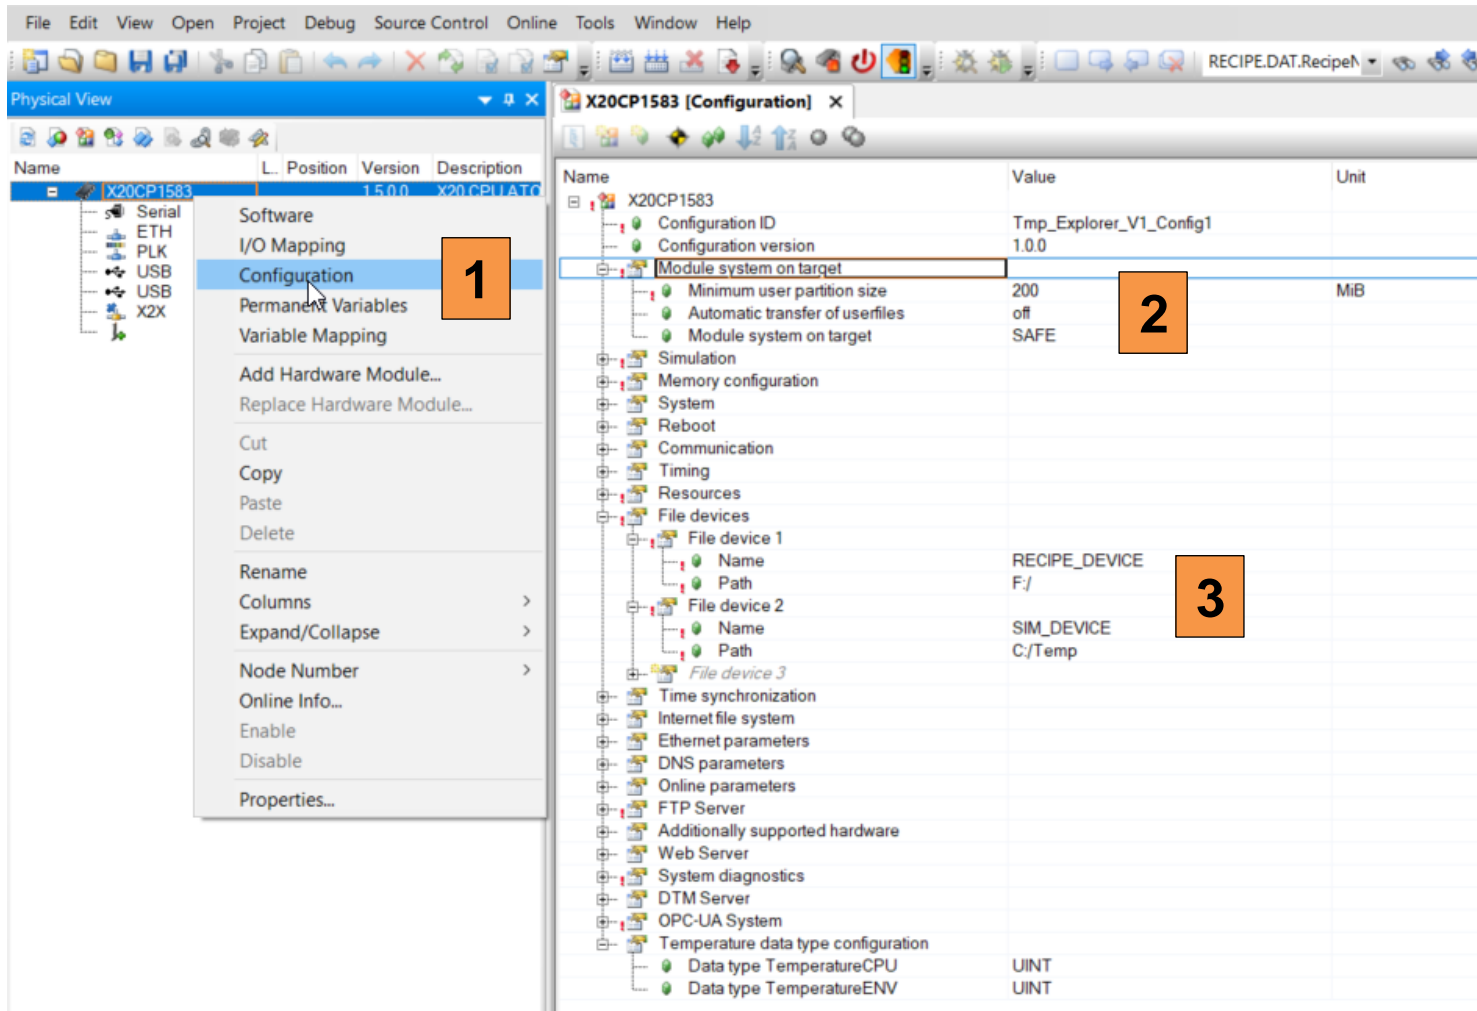 File Edit View Open Project Debug Source Control Online Tools Window Help
RECIPE.DAT.RecipeN
Physical View
X20CP1583 [Configuration]
Name L.. Position Version Description
X20CP1583 1.5.0.0 X20 CPU ATO
Serial
ETH
PLK
USB
USB
X2X
Software
I/O Mapping
Configuration
Permanent Variables
Variable Mapping
Add Hardware Module...
Replace Hardware Module...
Cut
Copy
Paste
Delete
Rename
Columns
Expand/Collapse
Node Number
Online Info...
Enable
Disable
Properties...
1
Name Value Unit
X20CP1583
Configuration ID Tmp_Explorer_V1_Config1
Configuration version 1.0.0
Module system on target
Minimum user partition size 200 MiB
Automatic transfer of userfiles off
Module system on target SAFE
2
Simulation
Memory configuration
System
Reboot
Communication
Timing
Resources
File devices
File device 1
Name RECIPE_DEVICE
Path F:/
3
File device 2
Name SIM_DEVICE
Path C:/Temp
File device 3
Time synchronization
Internet file system
Ethernet parameters
DNS parameters
Online parameters
FTP Server
Additionally supported hardware
Web Server
System diagnostics
DTM Server
OPC-UA System
Temperature data type configuration
Data type TemperatureCPU UINT
Data type TemperatureENV UINT